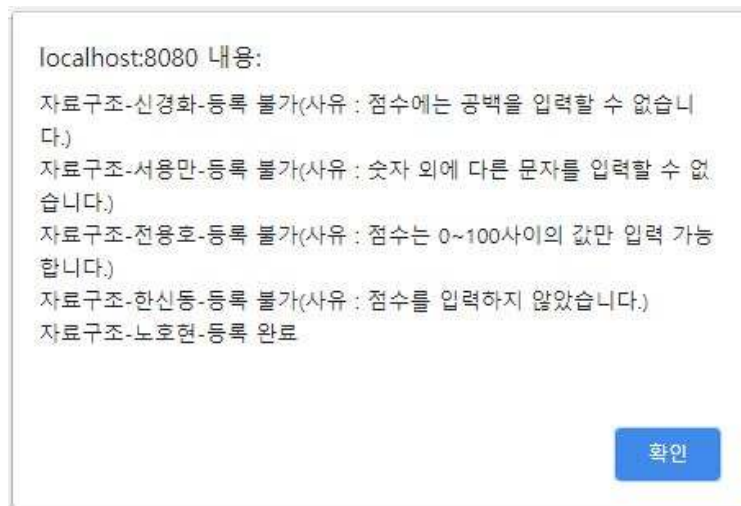 localhost:8080 내용:
자료구조-신경화-등록 불가(사유 : 점수에는 공백을 입력할 수 없습니
다.)
자료구조-서용만-등록 불가(사유 : 숫자 외에 다른 문자를 입력할 수 없
습니다.)
자료구조-전용호-등록 불가(사유 : 점수는 0~100사이의 값만 입력 가능
합니다.)
자료구조-한신동-등록 불가(사유 : 점수를 입력하지 않았습니다.)
자료구조-노호현-등록 완료
확인